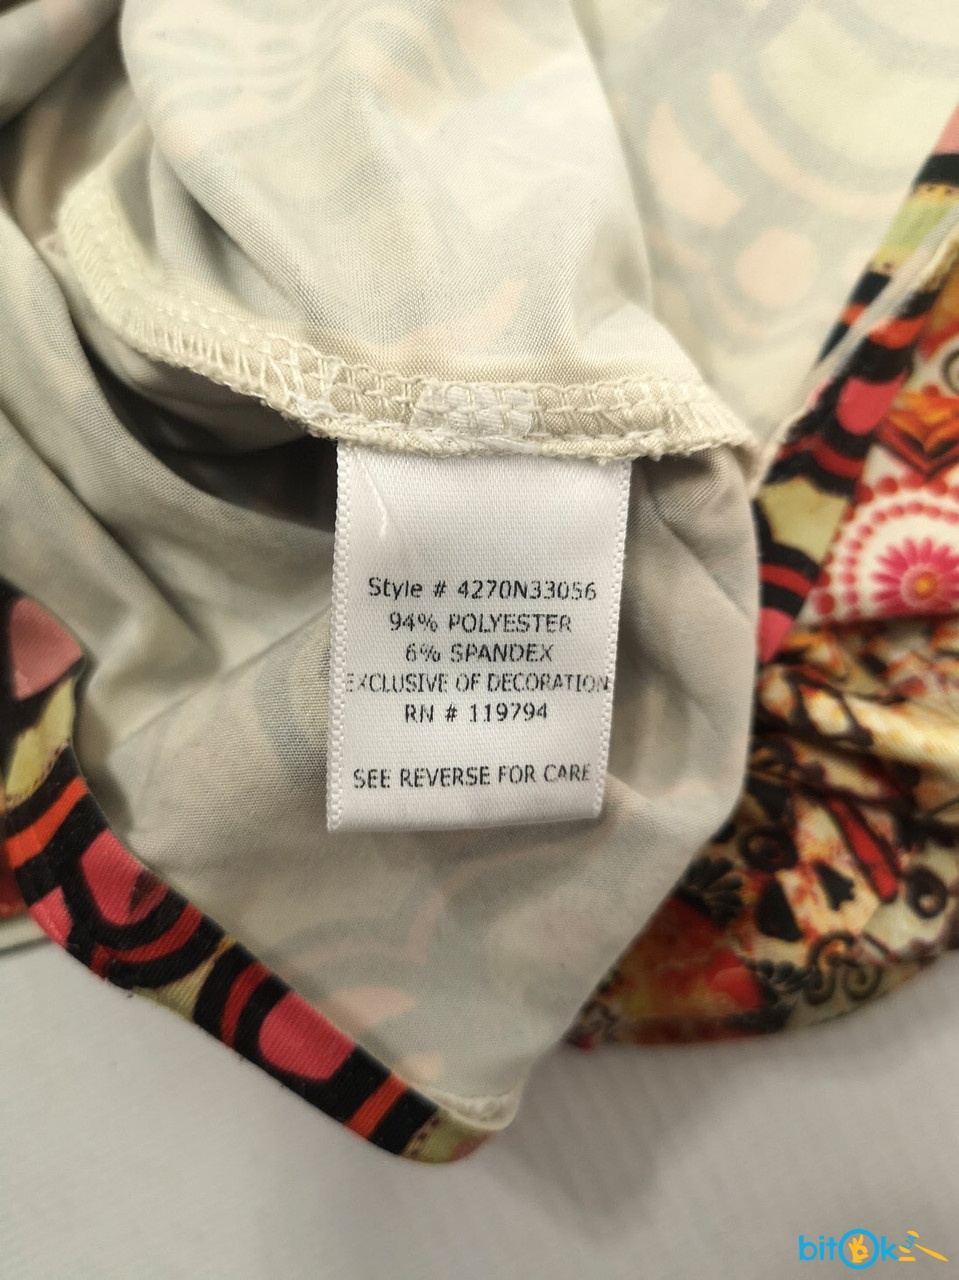 Style # 4270N33056
94% POLYESTER
6% SPANDEX
EXCLUSIVE OF DECORATION
RN # 119794
SEE REVERSE FOR CARE
bitOk